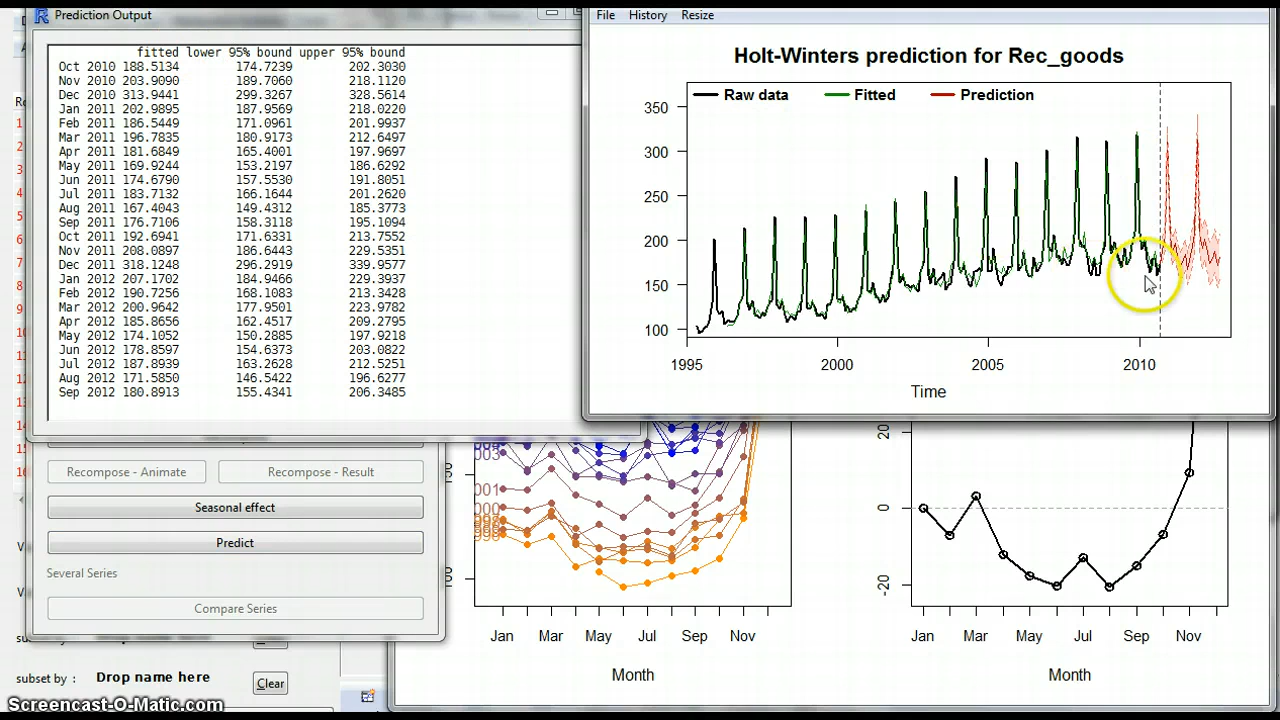 Prediction Output
fitted lower 95% bound upper 95% bound
Oct 2010 188.5134 174.7239 202.3030
Nov 2010 203.9090 189.7060 218.1120
Dec 2010 313.9441 299.3267 328.5614
Jan 2011 202.9895 187.9569 218.0220
Feb 2011 186.5449 171.0961 201.9937
Mar 2011 196.7835 180.9173 212.6497
Apr 2011 181.6849 165.4001 197.9697
May 2011 169.9244 153.2197 186.6292
Jun 2011 174.6790 157.5530 191.8051
Jul 2011 183.7132 166.1644 201.2620
Aug 2011 167.4043 149.4312 185.3773
Sep 2011 176.7106 158.3118 195.1094
Oct 2011 192.6941 171.6331 213.7552
Nov 2011 208.0897 186.6443 229.5351
Dec 2011 318.1248 296.2919 339.9577
Jan 2012 207.1702 184.9466 229.3937
Feb 2012 190.7256 168.1083 213.3428
Mar 2012 200.9642 177.9501 223.9782
Apr 2012 185.8656 162.4517 209.2795
May 2012 174.1052 150.2885 197.9218
Jun 2012 178.8597 154.6373 203.0822
Jul 2012 187.8939 163.2628 212.5251
Aug 2012 171.5850 146.5422 196.6277
Sep 2012 180.8913 155.4341 206.3485
File History Resize
Holt-Winters prediction for Rec_goods
Raw data Fitted Prediction
350
300
250
200
150
100
1995 2000 2005 2010
Time
Recompose - Animate Recompose - Result
Seasonal effect
Predict
Several Series
Compare Series
subset by : Drop name here Clear
Jan Mar May Jul Sep Nov
Month
20
0
-20
Jan Mar May Jul Sep Nov
Month
Screencast-O-Matic.com